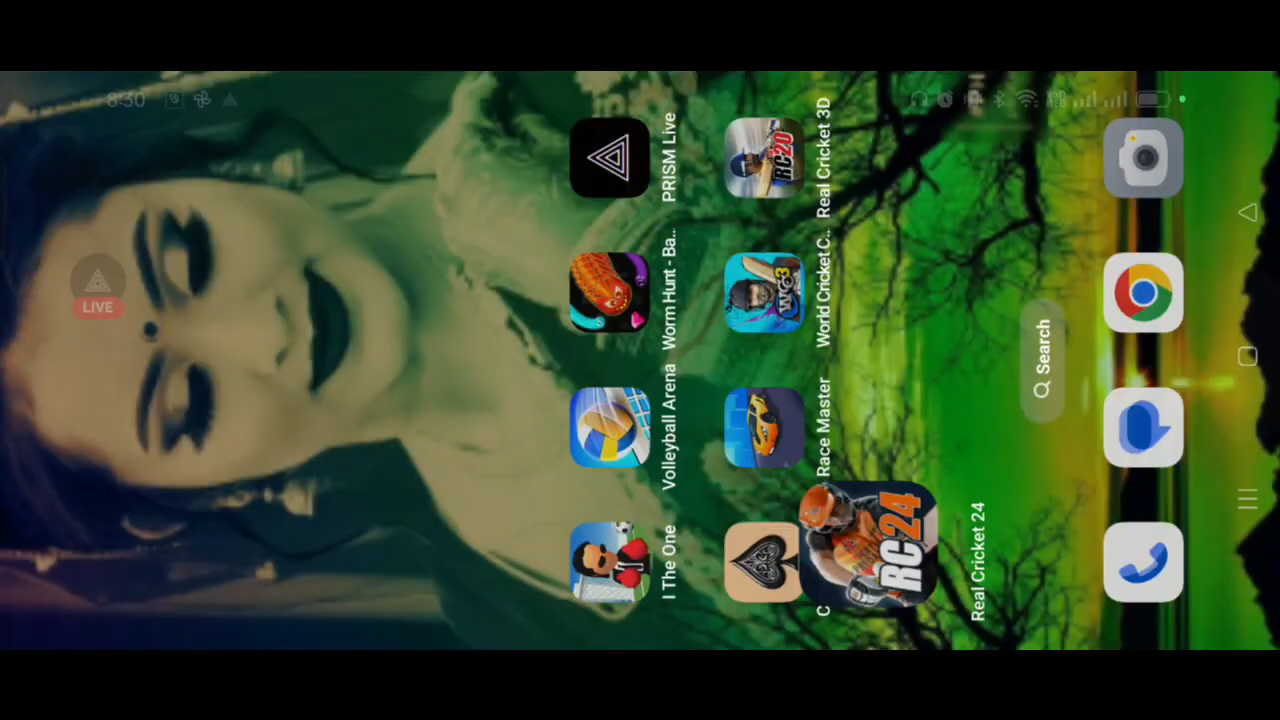 8:30
LIVE
I The One
Volleyball Arena
Worm Hunt - Ba..
PRISM Live
C
Race Master
World Cricket C..
Real Cricket 3D
RC20
WC3
RC24
Real Cricket 24
Search